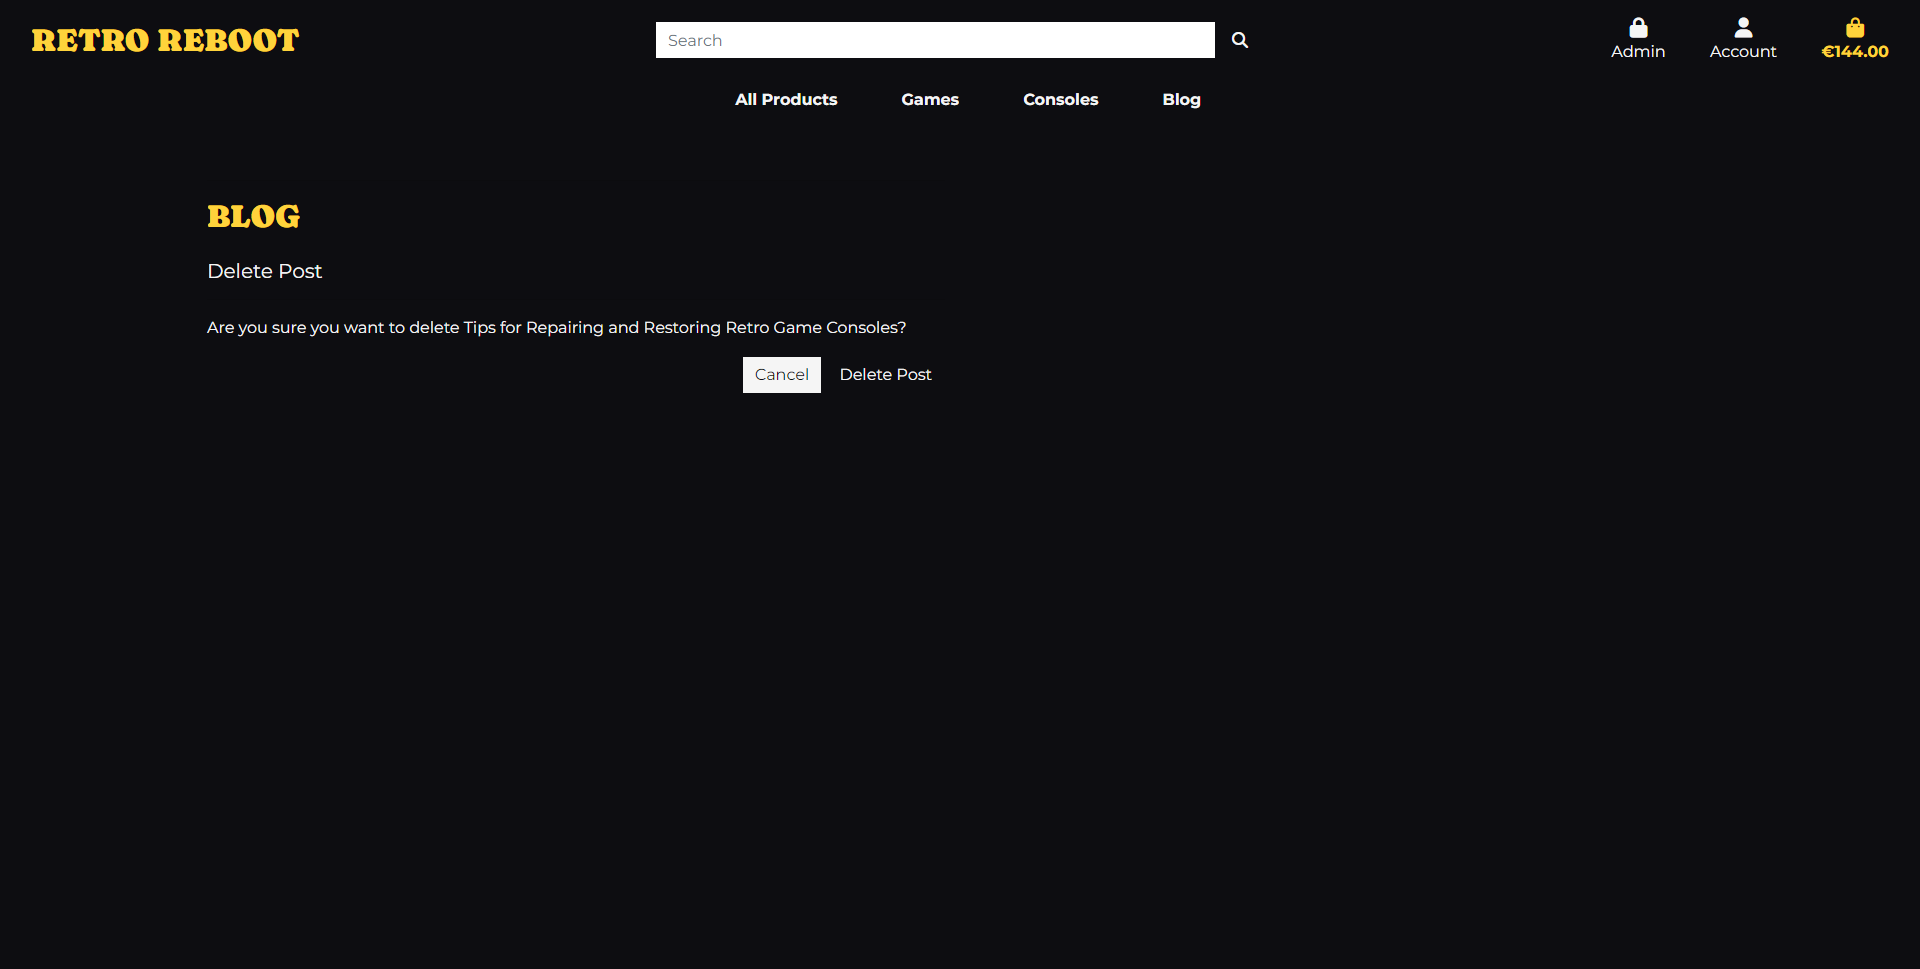 RETRO REBOOT
Search
Admin
Account
€144.00
All Products
Games
Consoles
Blog
BLOG
Delete Post
Are you sure you want to delete Tips for Repairing and Restoring Retro Game Consoles?
Cancel
Delete Post